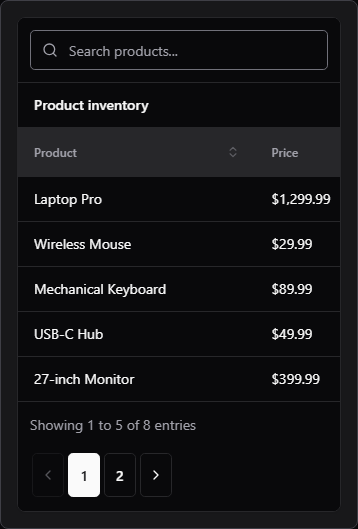 Search products...
Product inventory
Product Price
Laptop Pro $1,299.99
Wireless Mouse $29.99
Mechanical Keyboard $89.99
USB-C Hub $49.99
27-inch Monitor $399.99
Showing 1 to 5 of 8 entries
1 2